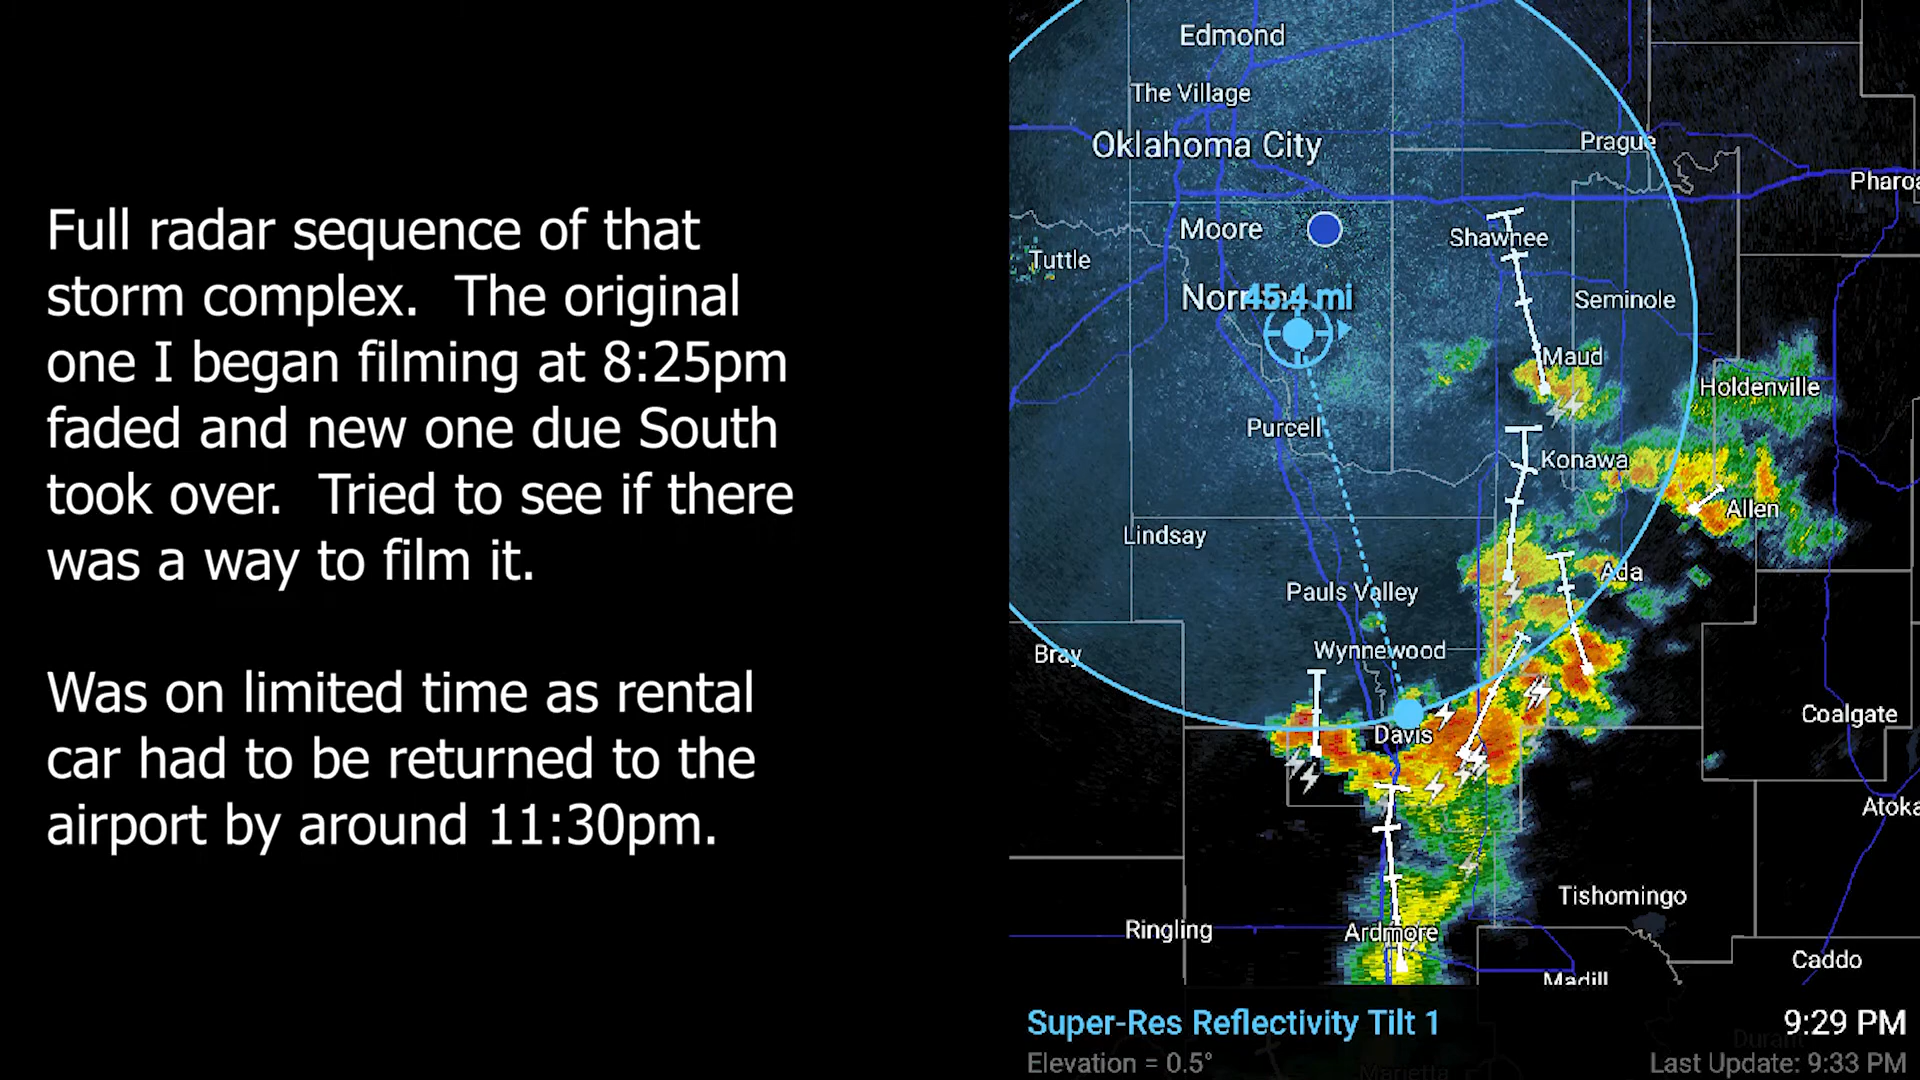 Full radar sequence of that
storm complex.  The original
one I began filming at 8:25pm
faded and new one due South
took over.  Tried to see if there
was a way to film it.
Was on limited time as rental
car had to be returned to the
airport by around 11:30pm.
Edmond
The Village
Oklahoma City
Prague
Moore
Shawnee
Tuttle
45.4 mi
Seminole
Maud
Holdenville
Purcell
Konawa
Allen
Lindsay
Ada
Pauls Valley
Wynnewood
Bray
Davis
Coalgate
Atoka
Tishomingo
Ringling
Ardmore
Caddo
Madill
Super-Res Reflectivity Tilt 1
9:29 PM
Durant
Elevation = 0.5°
Last Update: 9:33 PM
Marietta